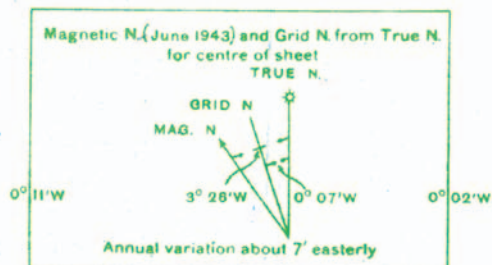 Magnetic N.(June 1943) and Grid N. from True N.
for centre of sheet
TRUE N.
GRID N
MAG. N
0° 11'W 3° 26'W 0° 07'W 0° 02'W
Annual variation about 7' easterly